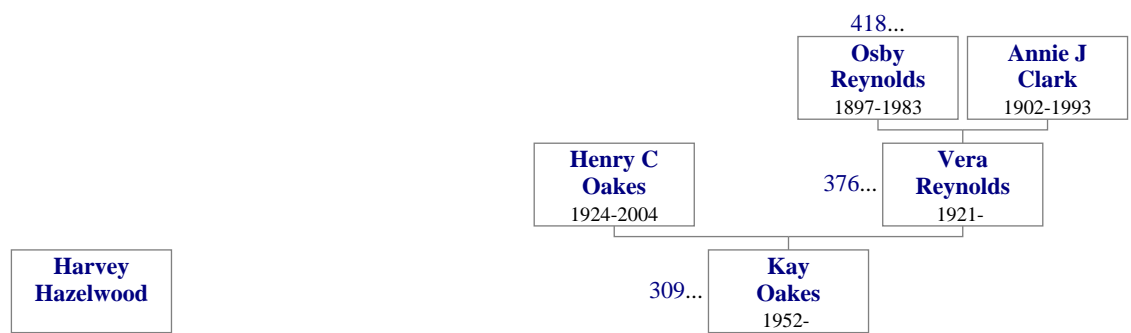 418...
Osby
Reynolds
1897-1983
Annie J
Clark
1902-1993
Henry C
Oakes
1924-2004
376...
Vera
Reynolds
1921-
Harvey
Hazelwood
309...
Kay
Oakes
1952-